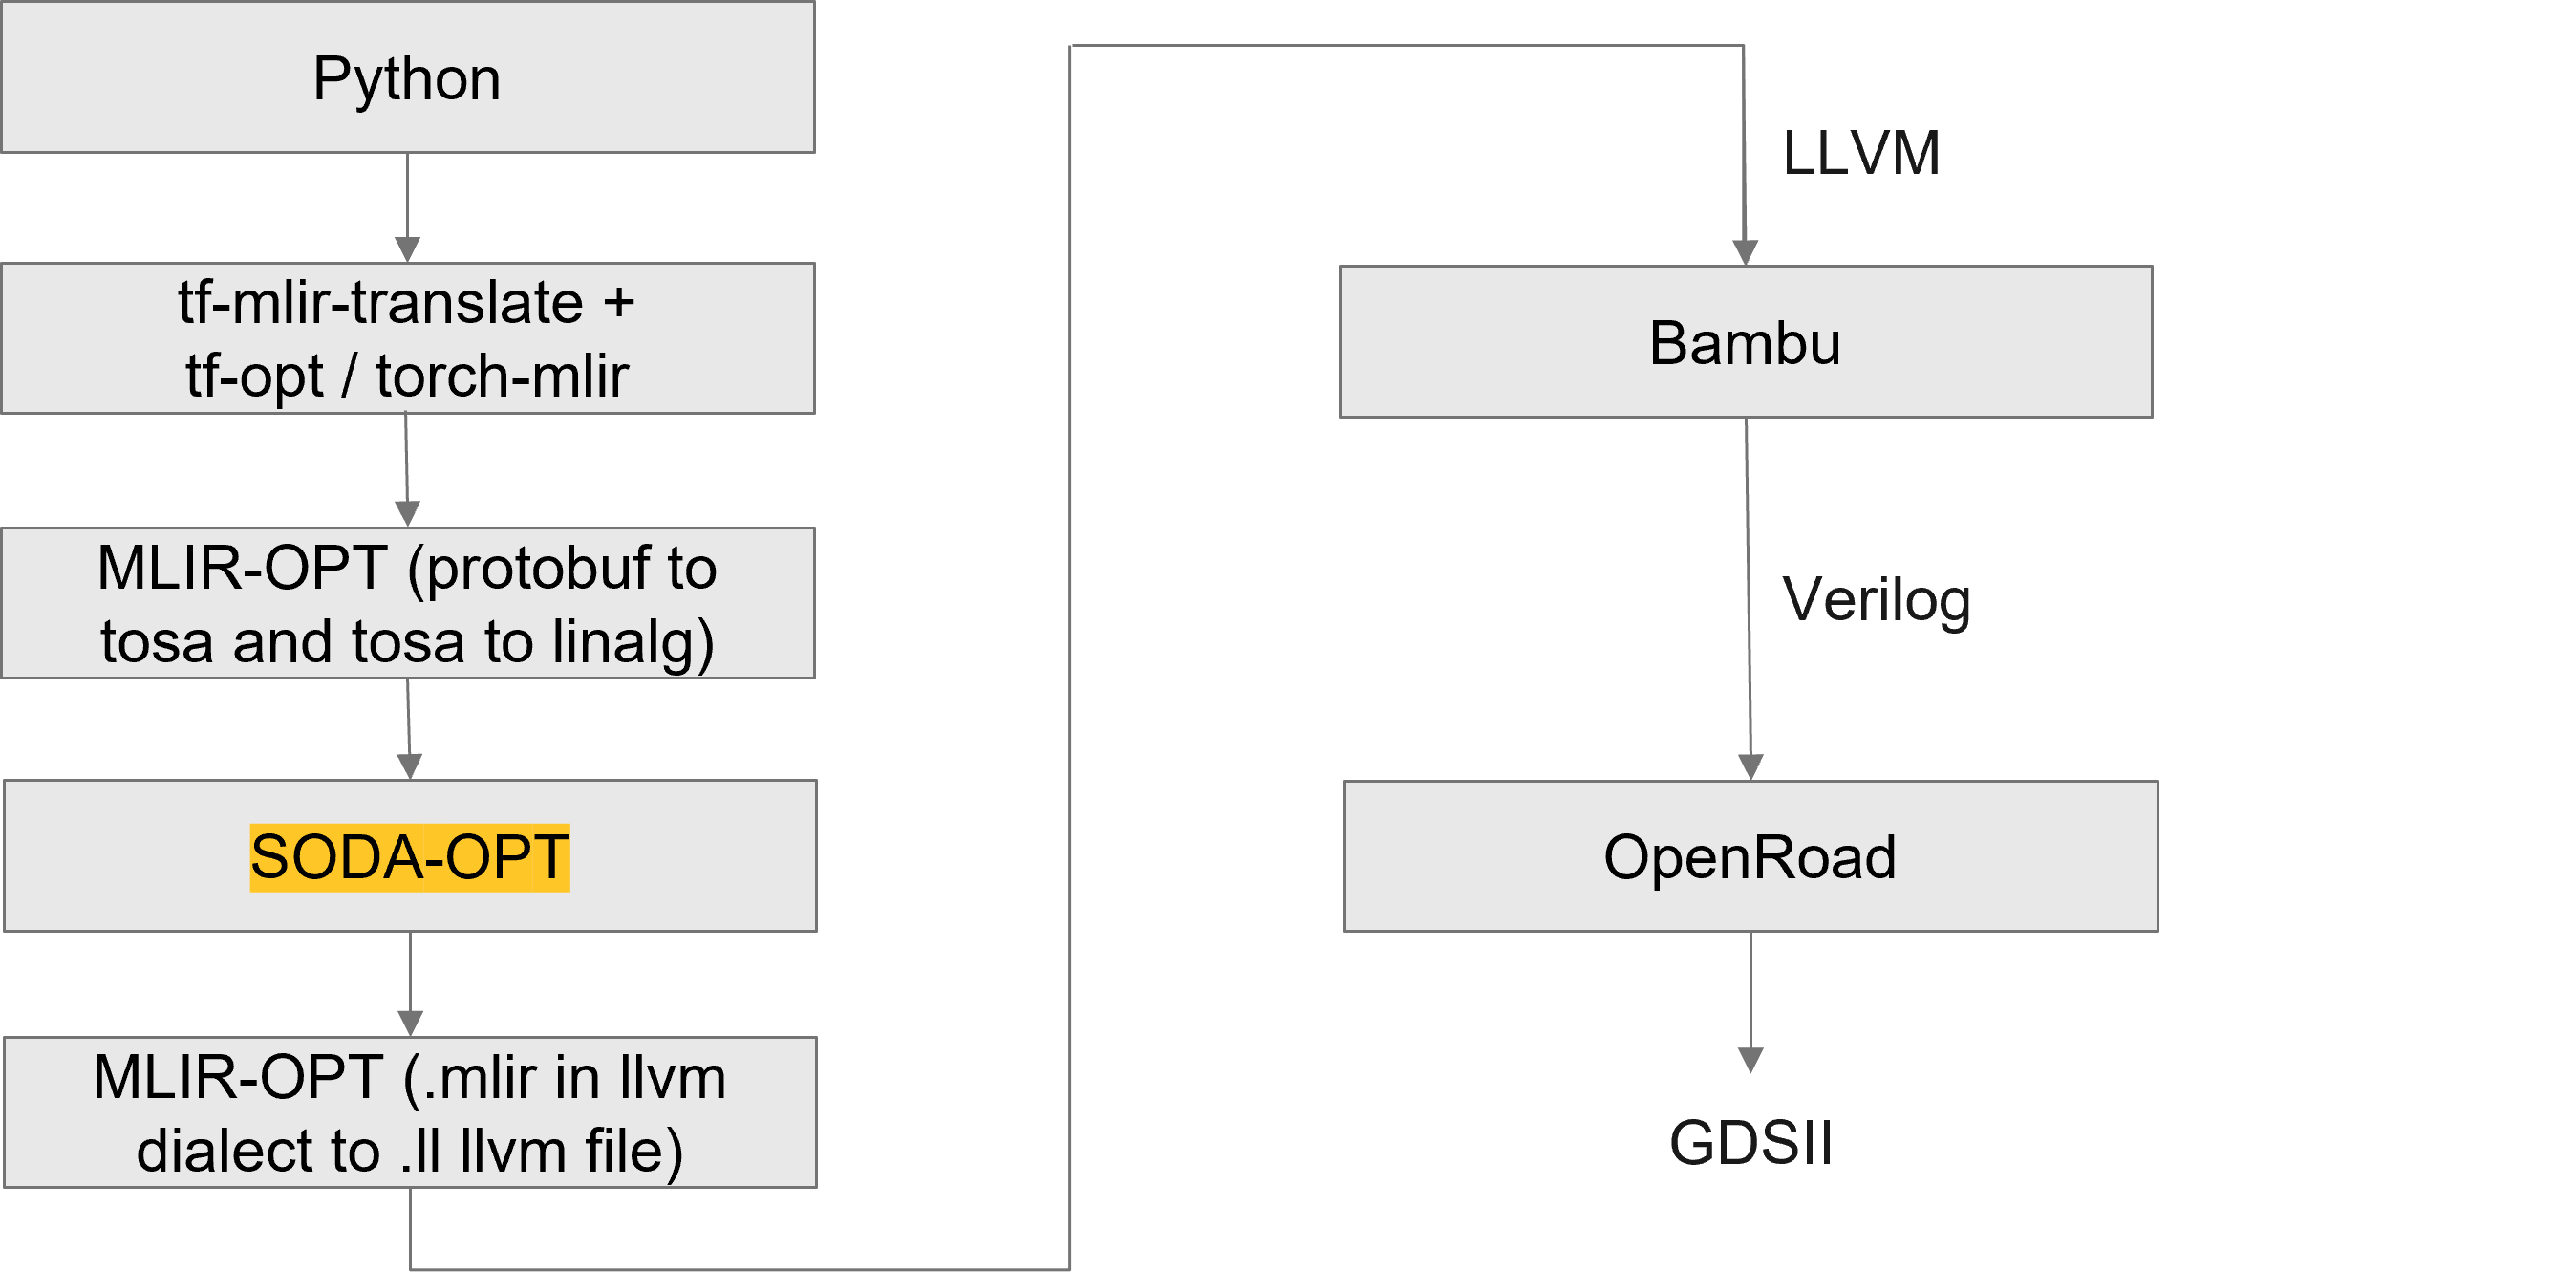 Python
tf-mlir-translate +
tf-opt / torch-mlir
MLIR-OPT (protobuf to
tosa and tosa to linalg)
SODA-OPT
MLIR-OPT (.mlir in llvm
dialect to .ll llvm file)
LLVM
Bambu
Verilog
OpenRoad
GDSII